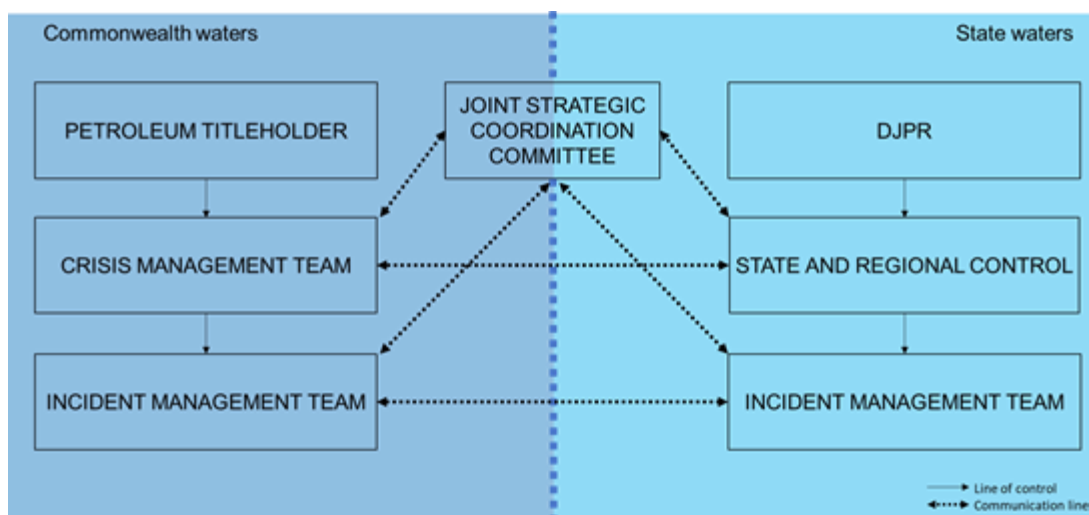 Commonwealth waters
State waters
PETROLEUM TITLEHOLDER
JOINT STRATEGIC
COORDINATION
COMMITTEE
DJPR
CRISIS MANAGEMENT TEAM
STATE AND REGIONAL CONTROL
INCIDENT MANAGEMENT TEAM
INCIDENT MANAGEMENT TEAM
Line of control
Communication line